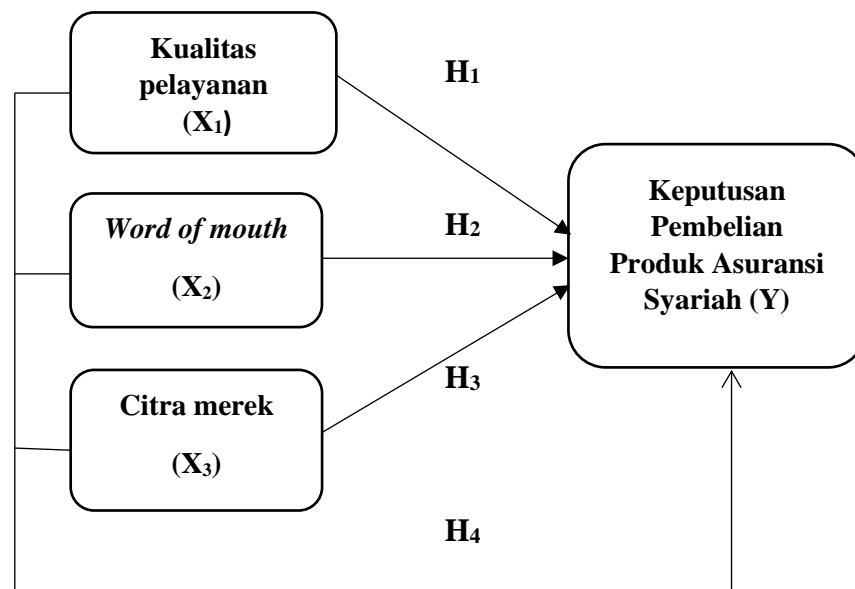 Kualitas
pelayanan
(X₁)
H₁
Word of mouth
(X₂)
H₂
Keputusan
Pembelian
Produk Asuransi
Syariah (Y)
Citra merek
(X₃)
H₃
H₄